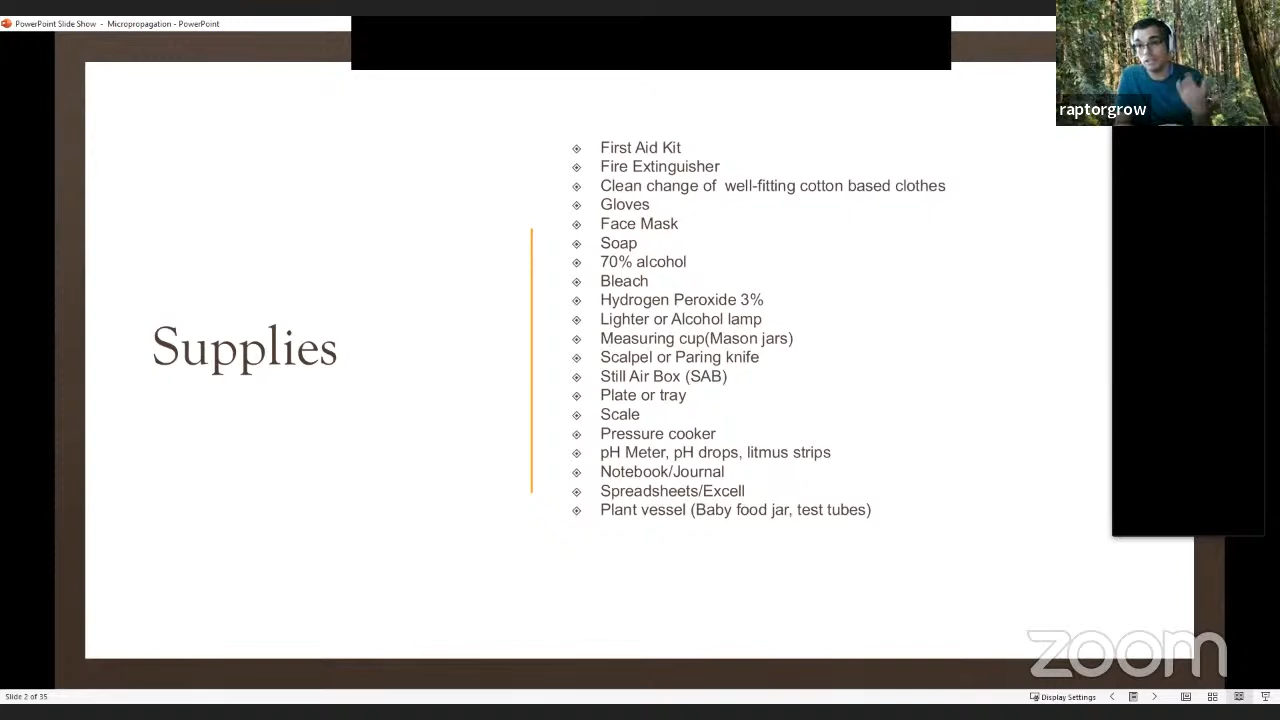 PowerPoint Slide Show - Micropropagation - PowerPoint
raptorgrow
Supplies
First Aid Kit
Fire Extinguisher
Clean change of well-fitting cotton based clothes
Gloves
Face Mask
Soap
70% alcohol
Bleach
Hydrogen Peroxide 3%
Lighter or Alcohol lamp
Measuring cup(Mason jars)
Scalpel or Paring knife
Still Air Box (SAB)
Plate or tray
Scale
Pressure cooker
pH Meter, pH drops, litmus strips
Notebook/Journal
Spreadsheets/Excell
Plant vessel (Baby food jar, test tubes)
zoom
Slide 2 of 35
Display Settings